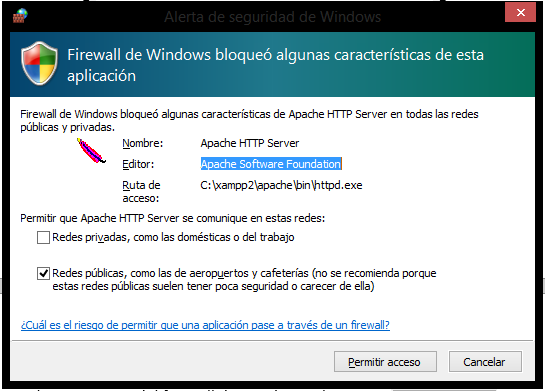 Alerta de seguridad de Windows
Firewall de Windows bloqueó algunas características de esta
aplicación
Firewall de Windows bloqueó algunas características de Apache HTTP Server en todas las redes
públicas y privadas.
Nombre: Apache HTTP Server
Editor: Apache Software Foundation
Ruta de acceso: C:\xampp2\apache\bin\httpd.exe
Permitir que Apache HTTP Server se comunique en estas redes:
Redes privadas, como las domésticas o del trabajo
Redes públicas, como las de aeropuertos y cafeterías (no se recomienda porque
estas redes públicas suelen tener poca seguridad o carecer de ella)
¿Cuál es el riesgo de permitir que una aplicación pase a través de un firewall?
Permitir acceso
Cancelar